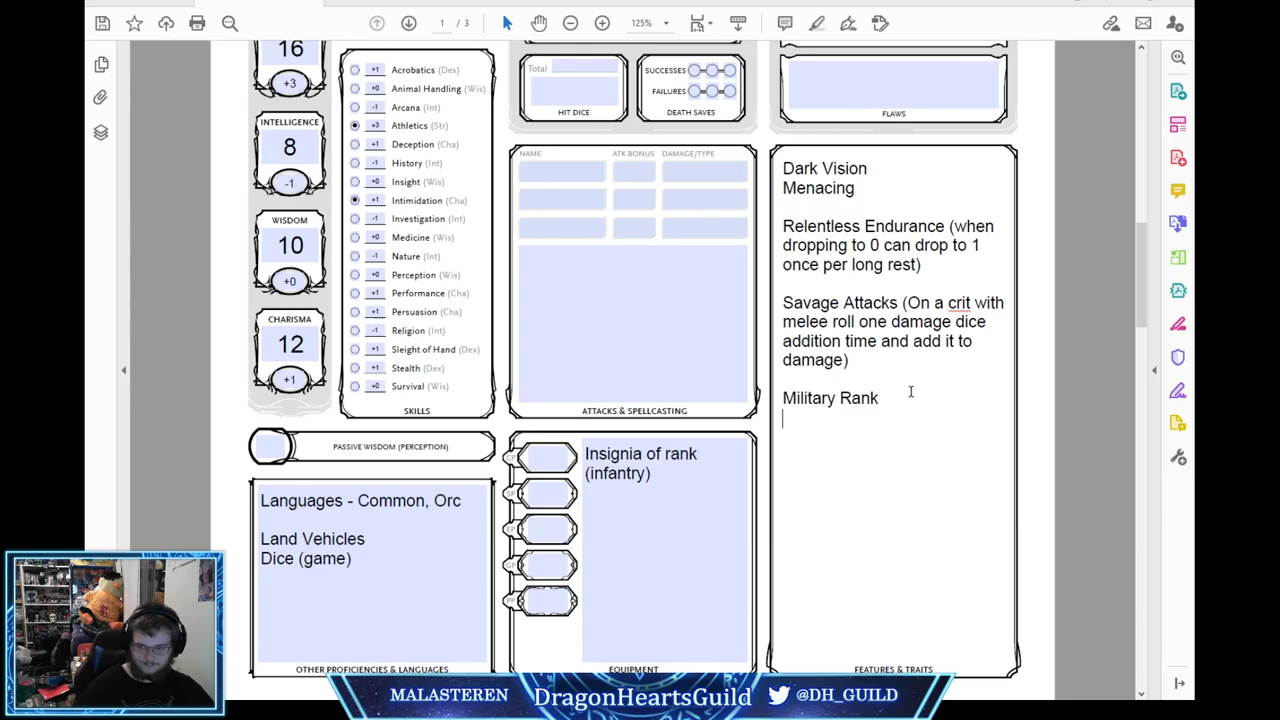 1 / 3
125%
16
+3
INTELLIGENCE
8
-1
WISDOM
10
+0
CHARISMA
12
+1
+1 Acrobatics (Dex)
+0 Animal Handling (Wis)
-1 Arcana (Int)
+3 Athletics (Str)
+1 Deception (Cha)
-1 History (Int)
+0 Insight (Wis)
+1 Intimidation (Cha)
-1 Investigation (Int)
+0 Medicine (Wis)
-1 Nature (Int)
+0 Perception (Wis)
+1 Performance (Cha)
+1 Persuasion (Cha)
-1 Religion (Int)
+1 Sleight of Hand (Dex)
+1 Stealth (Dex)
+0 Survival (Wis)
SKILLS
PASSIVE WISDOM (PERCEPTION)
Languages - Common, Orc
Land Vehicles
Dice (game)
OTHER PROFICIENCIES & LANGUAGES
Total
HIT DICE
SUCCESSES
FAILURES
DEATH SAVES
NAME ATK BONUS DAMAGE/TYPE
ATTACKS & SPELLCASTING
CP
SP
EP
GP
PP
Insignia of rank
(infantry)
EQUIPMENT
FLAWS
Dark Vision
Menacing
Relentless Endurance (when
dropping to 0 can drop to 1
once per long rest)
Savage Attacks (On a crit with
melee roll one damage dice
addition time and add it to
damage)
Military Rank
FEATURES & TRAITS
MALASTEREN DragonHeartsGuild @DH_GUILD